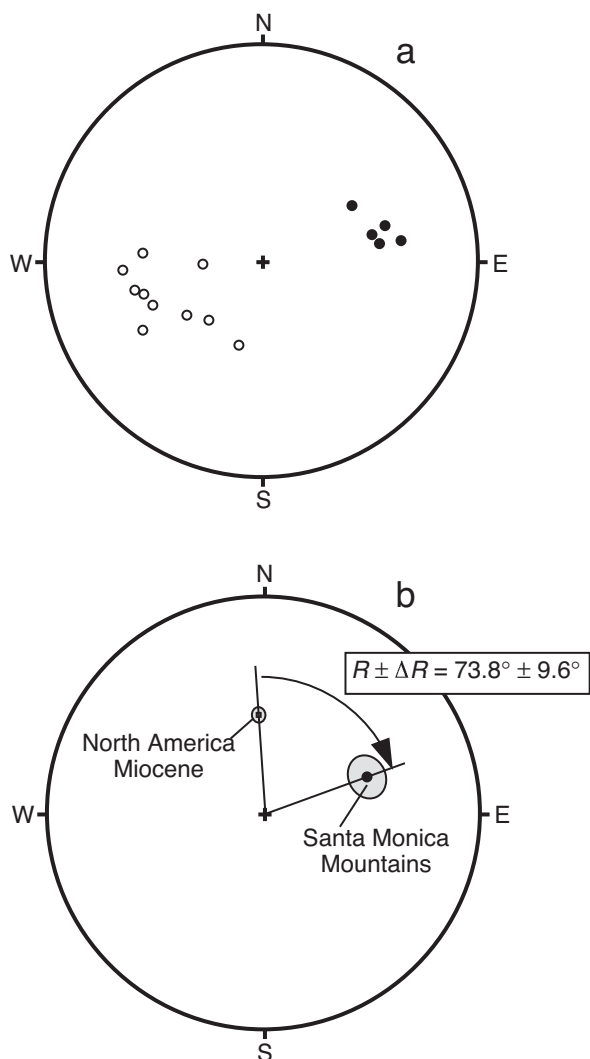 N
a
W
E
S
N
b
R ± ΔR = 73.8° ± 9.6°
North America
Miocene
W
E
Santa Monica
Mountains
S